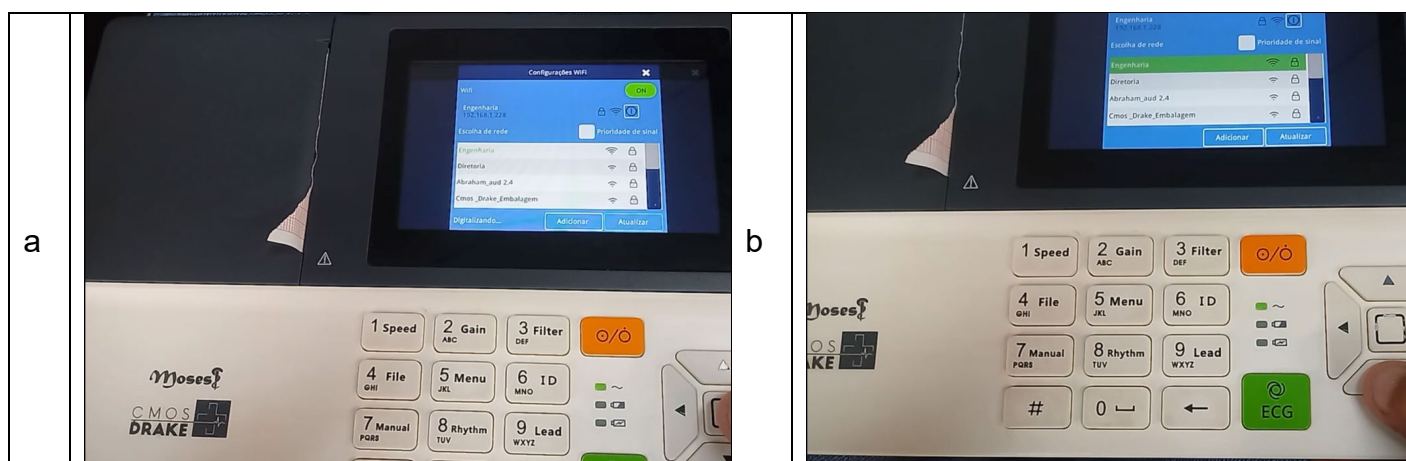 a
Configurações WIFI
Wifi
ON
Engenharia
192.168.1.228
Escolha de rede
Prioridade de sinal
Engenharia
Diretoria
Abraham_aud 2.4
Cmos _Drake_Embalagem
Digitalizando...
Adicionar
Atualizar
1 Speed
2 Gain
ABC
3 Filter
DEF
4 File
GHI
5 Menu
JKL
6 ID
MNO
7 Manual
PQRS
8 Rhythm
TUV
9 Lead
WXYZ
Moses
CMOS
DRAKE
b
Engenharia
192.168.1.228
Escolha de rede
Prioridade de sinal
Engenharia
Diretoria
Abraham_aud 2.4
Cmos _Drake_Embalagem
Adicionar
Atualizar
1 Speed
2 Gain
ABC
3 Filter
DEF
4 File
GHI
5 Menu
JKL
6 ID
MNO
7 Manual
PQRS
8 Rhythm
TUV
9 Lead
WXYZ
#
0
ECG
Moses
OS
AKE